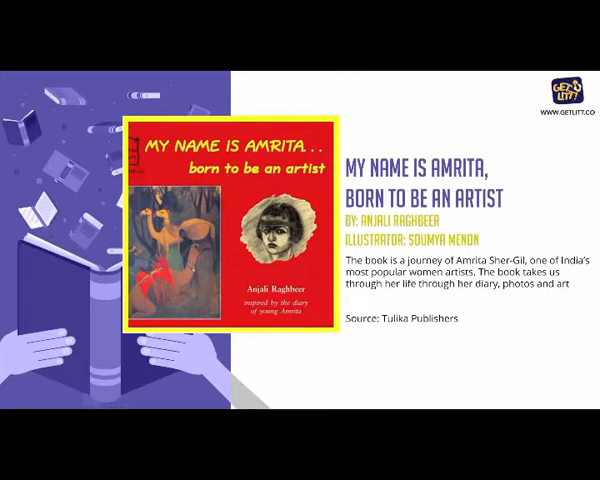 GET
LITT!
WWW.GETLITT.CO
MY NAME IS AMRITA...
born to be an artist
Anjali Raghbeer
inspired by the diary
of young Amrita
MY NAME IS AMRITA,
BORN TO BE AN ARTIST
BY: ANJALI RAGHBEER
ILLUSTRATOR: SOUMYA MENON
The book is a journey of Amrita Sher-Gil, one of India's
most popular women artists. The book takes us
through her life through her diary, photos and art
Source: Tulika Publishers